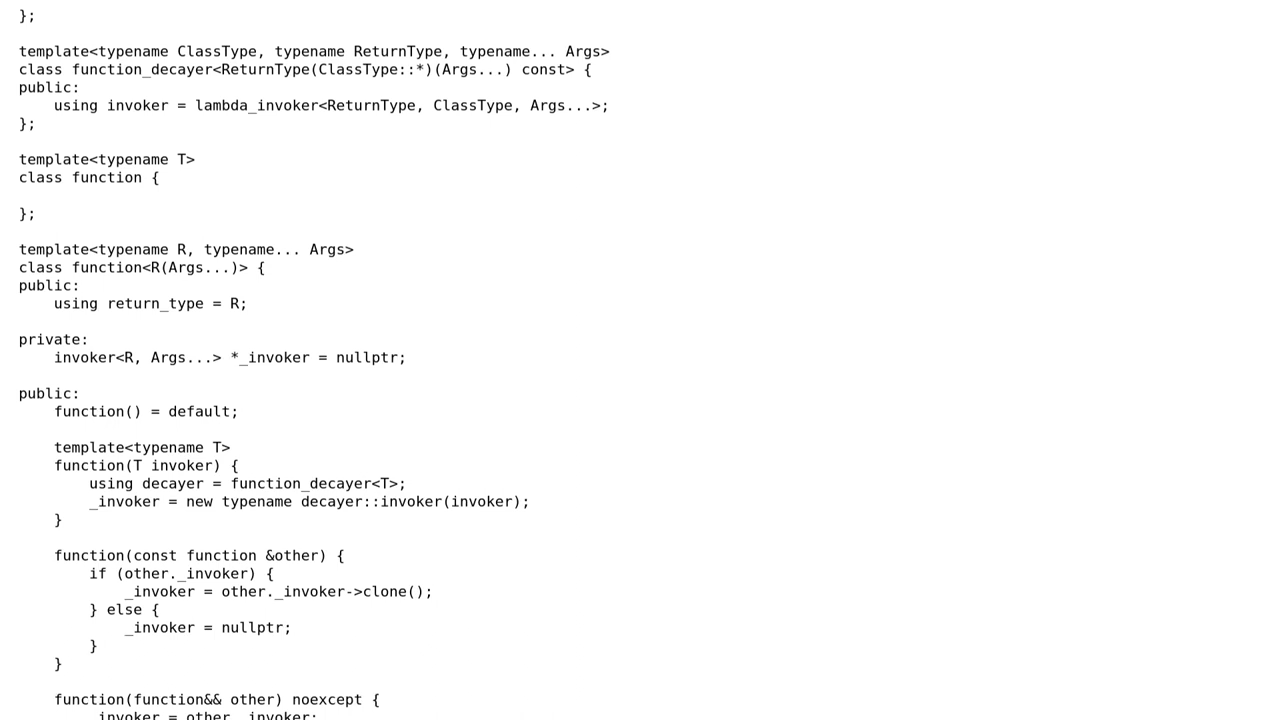 };
template<typename ClassType, typename ReturnType, typename... Args>
class function_decayer<ReturnType(ClassType::*)(Args...) const> {
public:
    using invoker = lambda_invoker<ReturnType, ClassType, Args...>;
};
template<typename T>
class function {
};
template<typename R, typename... Args>
class function<R(Args...)> {
public:
    using return_type = R;
private:
    invoker<R, Args...> *_invoker = nullptr;
public:
    function() = default;
    template<typename T>
    function(T invoker) {
        using decayer = function_decayer<T>;
        _invoker = new typename decayer::invoker(invoker);
    }
    function(const function &other) {
        if (other._invoker) {
            _invoker = other._invoker->clone();
        } else {
            _invoker = nullptr;
        }
    }
    function(function&& other) noexcept {
        _invoker = other._invoker;